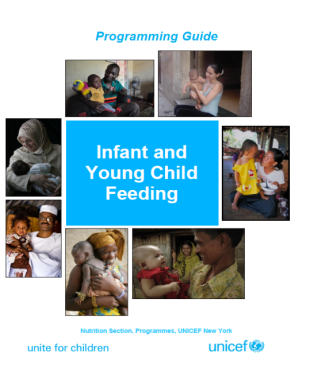 Programming Guide
Infant and
Young Child
Feeding
Nutrition Section, Programmes, UNICEF New York
unite for children
unicef